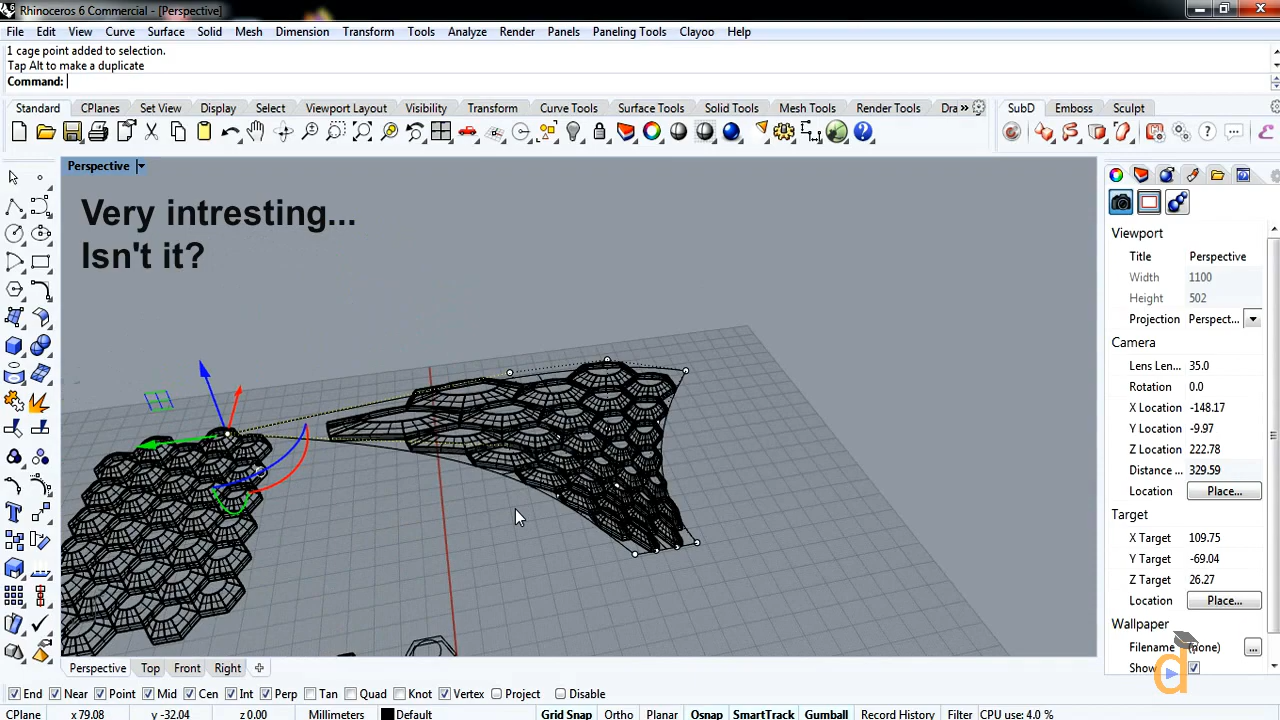 Rhinoceros 6 Commercial - [Perspective]
File Edit View Curve Surface Solid Mesh Dimension Transform Tools Analyze Render Panels Paneling Tools Clayoo Help
1 cage point added to selection.
Tap Alt to make a duplicate
Command:
Standard CPlanes Set View Display Select Viewport Layout Visibility Transform Curve Tools Surface Tools Solid Tools Mesh Tools Render Tools Dra » SubD Emboss Sculpt
Perspective
Very intresting...
Isn't it?
Viewport
Title Perspective
Width 1100
Height 502
Projection Perspect...
Camera
Lens Len... 35.0
Rotation 0.0
X Location -148.17
Y Location -9.97
Z Location 222.78
Distance ... 329.59
Location Place...
Target
X Target 109.75
Y Target -69.04
Z Target 26.27
Location Place...
Wallpaper
Filename (none) ...
Show
Perspective Top Front Right
End Near Point Mid Cen Int Perp Tan Quad Knot Vertex Project Disable
CPlane x 79.08 y -32.04 z 0.00 Millimeters Default Grid Snap Ortho Planar Osnap SmartTrack Gumball Record History Filter CPU use: 4.0 %